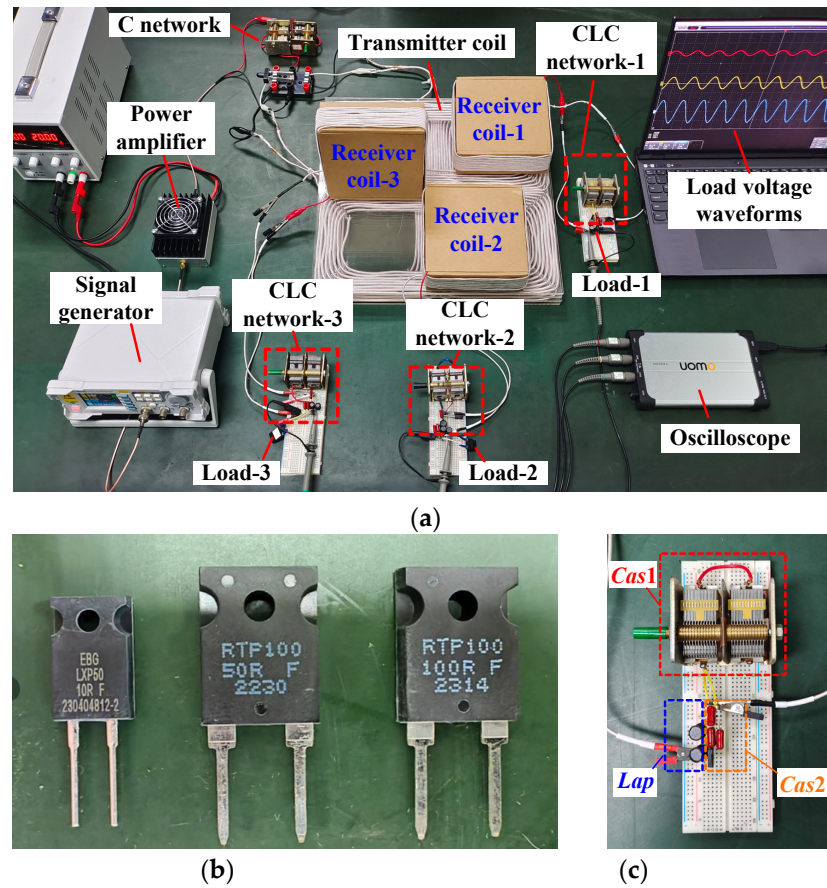 C network
Transmitter coil
CLC
network-1
Power
amplifier
Receiver
coil-1
Receiver
coil-3
Receiver
coil-2
Load voltage
waveforms
Signal
generator
CLC
network-3
CLC
network-2
Load-1
Load-3
Load-2
Oscilloscope
owon
(a)
EBG
LXP50
10R F
230404812-2
RTP100
50R F
2230
RTP100
100R F
2314
Cas1
Lap
Cas2
(b)
(c)